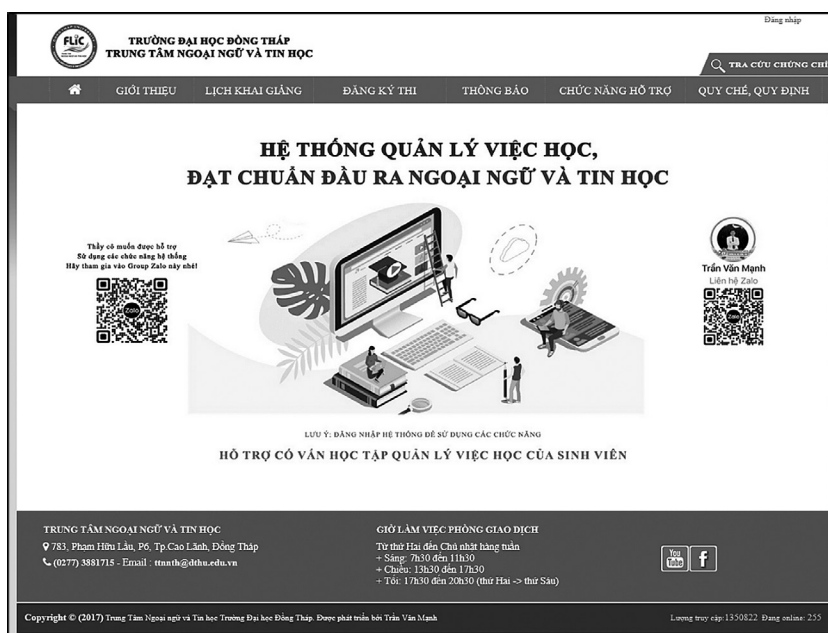 Đăng nhập
FLIC
TRƯỜNG ĐẠI HỌC ĐỒNG THÁP
TRUNG TÂM NGOẠI NGỮ VÀ TIN HỌC
TRA CỨU CHỨNG CHỈ
GIỚI THIỆU LỊCH KHAI GIẢNG ĐĂNG KÝ THI THÔNG BÁO CHỨC NĂNG HỖ TRỢ QUY CHẾ, QUY ĐỊNH
HỆ THỐNG QUẢN LÝ VIỆC HỌC,
ĐẠT CHUẨN ĐẦU RA NGOẠI NGỮ VÀ TIN HỌC
Thầy cô muốn được hỗ trợ
Sử dụng các chức năng hệ thống
Hãy tham gia vào Group Zalo này nhé!
Zalo
Trần Văn Mạnh
Liên hệ Zalo
Zalo
LƯU Ý: ĐĂNG NHẬP HỆ THỐNG ĐỂ SỬ DỤNG CÁC CHỨC NĂNG
HỖ TRỢ CỐ VẤN HỌC TẬP QUẢN LÝ VIỆC HỌC CỦA SINH VIÊN
TRUNG TÂM NGOẠI NGỮ VÀ TIN HỌC
783, Phạm Hữu Lầu, P6, Tp.Cao Lãnh, Đồng Tháp
(0277) 3881715 - Email : ttnnth@dthu.edu.vn
GIỜ LÀM VIỆC PHÒNG GIAO DỊCH
Từ thứ Hai đến Chủ nhật hàng tuần
+ Sáng: 7h30 đến 11h30
+ Chiều: 13h30 đến 17h30
+ Tối: 17h30 đến 20h30 (thứ Hai -> thứ Sáu)
You
Tube
f
Copyright © (2017) Trung Tâm Ngoại ngữ và Tin học Trường Đại học Đồng Tháp. Được phát triển bởi Trần Văn Mạnh
Lượng truy cập:1350822 Đang online: 255